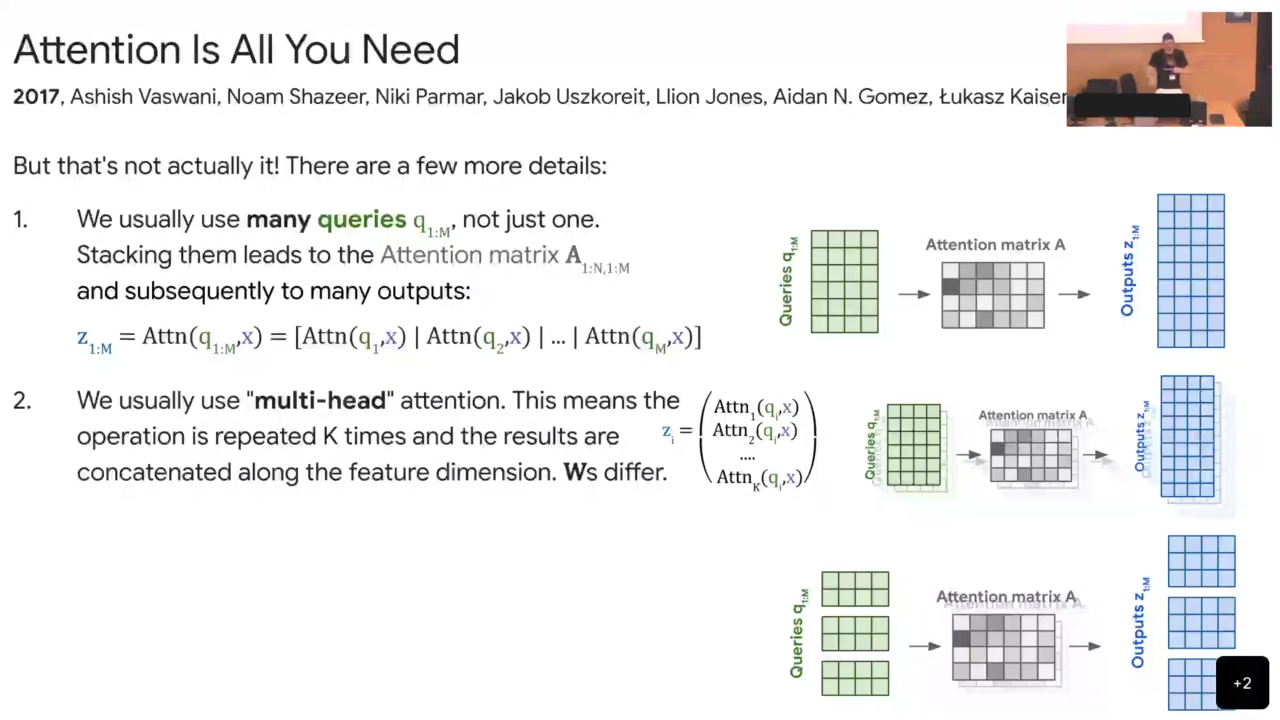 Attention Is All You Need
2017, Ashish Vaswani, Noam Shazeer, Niki Parmar, Jakob Uszkoreit, Llion Jones, Aidan N. Gomez, Łukasz Kaiser
But that's not actually it! There are a few more details:
1. We usually use many queries q1:M, not just one.
Stacking them leads to the Attention matrix A1:N,1:M
and subsequently to many outputs:
z1:M = Attn(q1:M,x) = [Attn(q1,x) | Attn(q2,x) | ... | Attn(qM,x)]
Queries q1:M
Attention matrix A
Outputs z1:M
2. We usually use "multi-head" attention. This means the
operation is repeated K times and the results are
concatenated along the feature dimension. Ws differ.
zi =
Attn1(qi,x)
Attn2(qi,x)
....
AttnK(qi,x)
Queries q1:M
Attention matrix A
Outputs z1:M
Queries q1:M
Attention matrix A
Outputs z1:M
+2